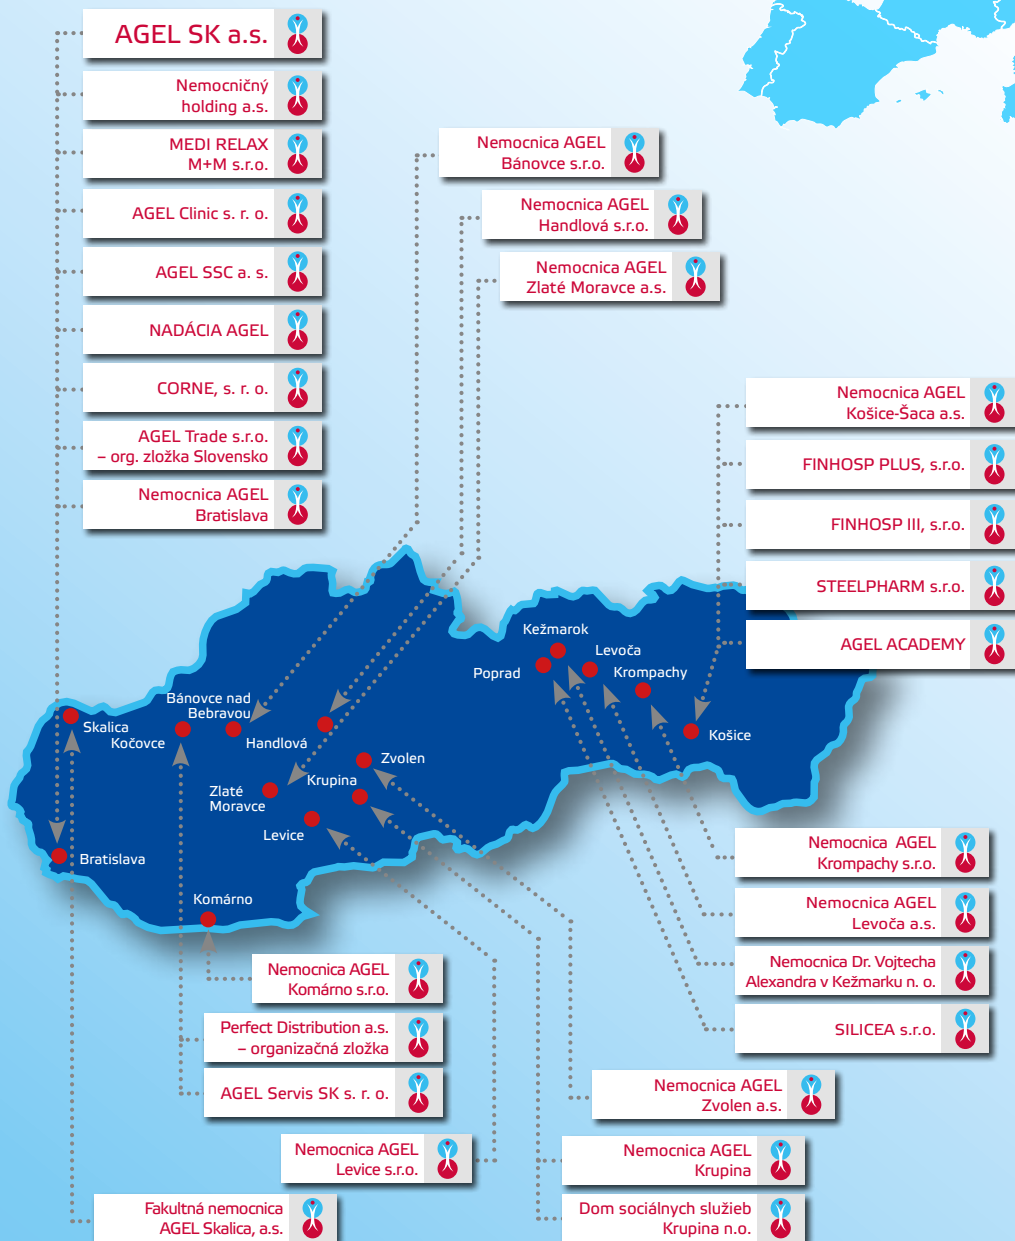 AGEL SK a.s.
Nemocničný
holding a.s.
MEDI RELAX
M+M s.r.o.
AGEL Clinic s. r. o.
AGEL SSC a. s.
NADÁCIA AGEL
CORNE, s. r. o.
AGEL Trade s.r.o.
– org. zložka Slovensko
Nemocnica AGEL
Bratislava
Nemocnica AGEL
Bánovce s.r.o.
Nemocnica AGEL
Handlová s.r.o.
Nemocnica AGEL
Zlaté Moravce a.s.
Nemocnica AGEL
Košice-Šaca a.s.
FINHOSP PLUS, s.r.o.
FINHOSP III, s.r.o.
STEELPHARM s.r.o.
AGEL ACADEMY
Kežmarok
Levoča
Poprad
Krompachy
Košice
Bánovce nad
Bebravou
Skalica
Kočovce
Handlová
Zvolen
Krupina
Zlaté
Moravce
Levice
Bratislava
Komárno
Nemocnica AGEL
Krompachy s.r.o.
Nemocnica AGEL
Levoča a.s.
Nemocnica Dr. Vojtecha
Alexandra v Kežmarku n. o.
SILICEA s.r.o.
Nemocnica AGEL
Komárno s.r.o.
Perfect Distribution a.s.
– organizačná zložka
AGEL Servis SK s. r. o.
Nemocnica AGEL
Zvolen a.s.
Nemocnica AGEL
Levice s.r.o.
Nemocnica AGEL
Krupina
Fakultná nemocnica
AGEL Skalica, a.s.
Dom sociálnych služieb
Krupina n.o.